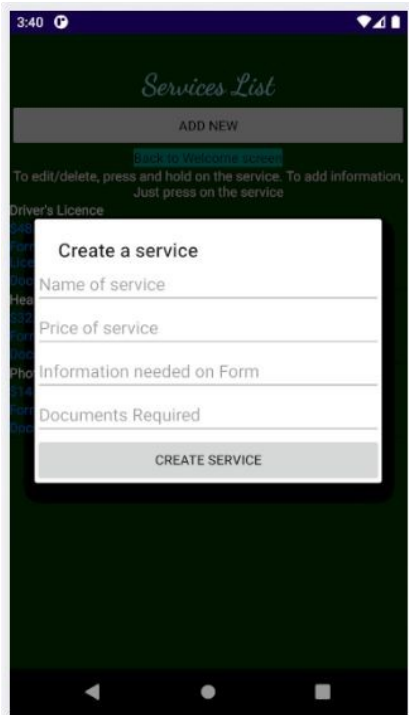 3:40
Services List
ADD NEW
Back to Welcome screen
To edit/delete, press and hold on the service. To add information,
Just press on the service
Driver's Licence
Create a service
Name of service
Price of service
Information needed on Form
Documents Required
CREATE SERVICE